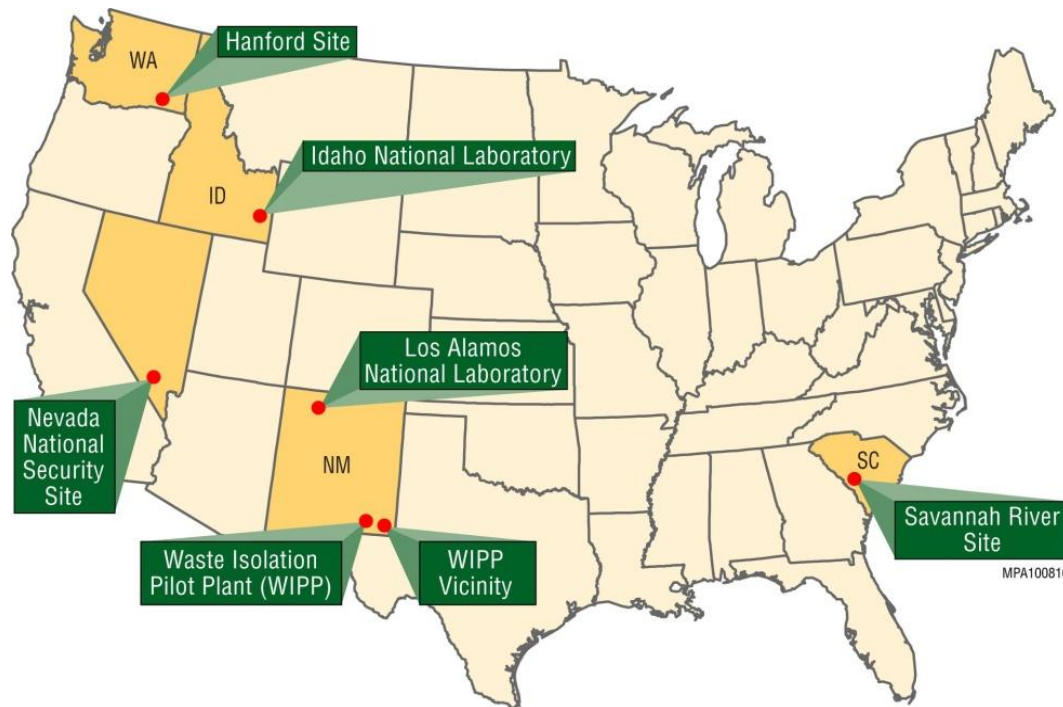 Hanford Site
WA
Idaho National Laboratory
ID
Los Alamos
National Laboratory
Nevada
National
Security
Site
NM
SC
Savannah River
Site
Waste Isolation
Pilot Plant (WIPP)
WIPP
Vicinity